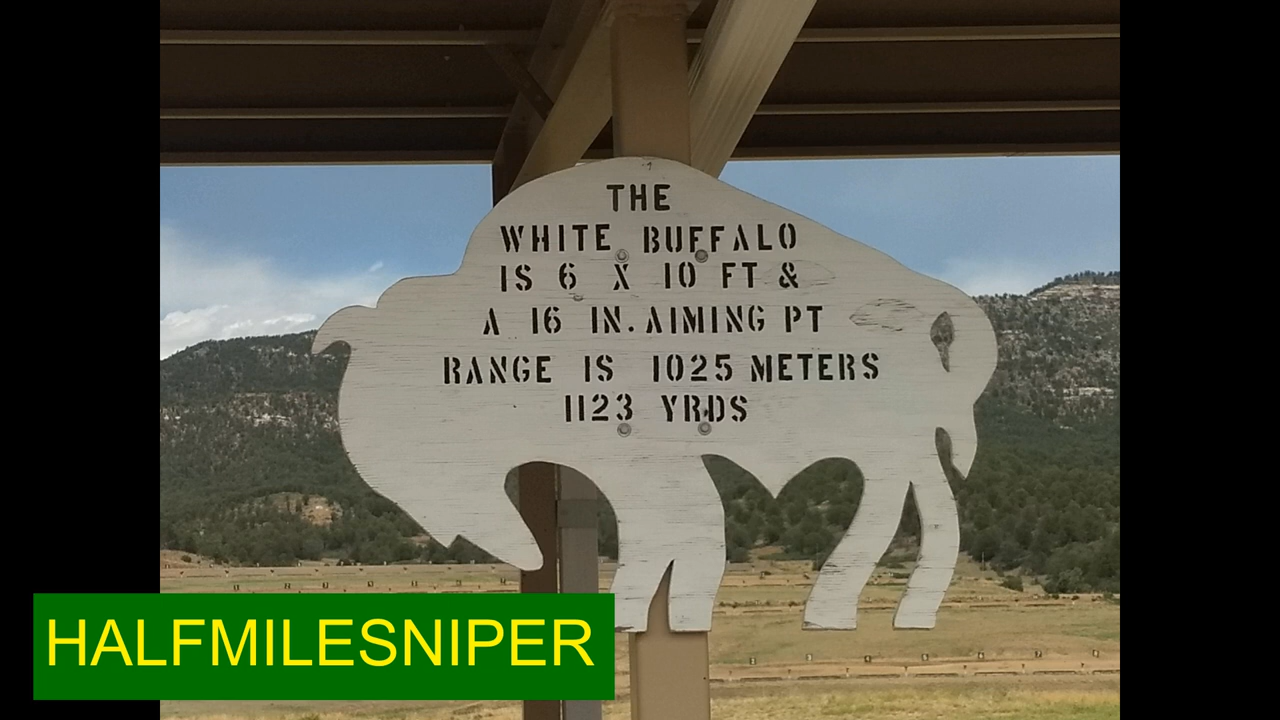 THE
WHITE BUFFALO
IS 6 X 10 FT &
A 16 IN. AIMING PT
RANGE IS 1025 METERS
1123 YRDS
HALFMILESNIPER